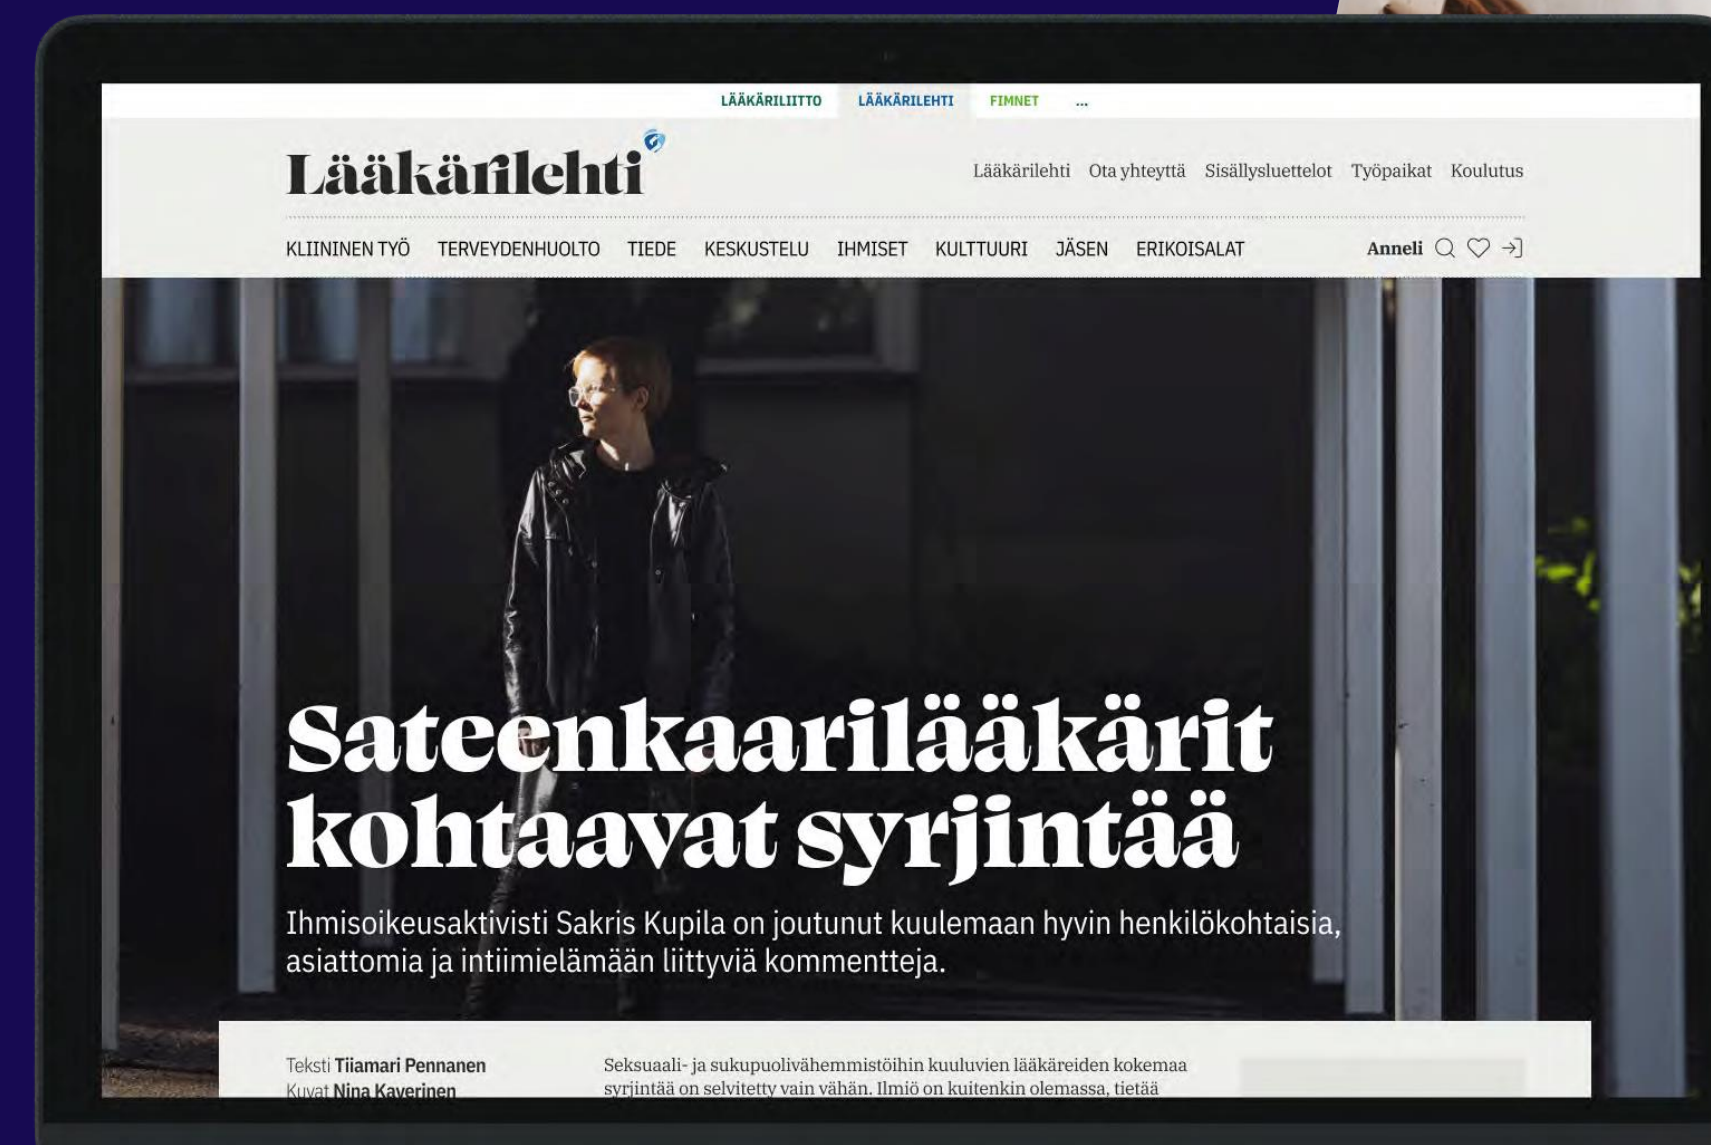 LÄÄKÄRILIITTO LÄÄKÄRILEHTI FIMNET ...
Lääkärilehti
Lääkärilehti Ota yhteyttä Sisällysluettelot Työpaikat Koulutus
KLIININEN TYÖ TERVEYDENHUOLTO TIEDE KESKUSTELU IHMISET KULTTUURI JÄSEN ERIKOISALAT Anneli
Sateenkaarilääkärit
kohtaavat syrjintää
Ihmisoikeusaktivisti Sakris Kupila on joutunut kuulemaan hyvin henkilökohtaisia,
asiattomia ja intiimielämään liittyviä kommentteja.
Teksti Tiiamari Pennanen
Kuvat Nina Kaverinen
Seksuaali- ja sukupuolivähemmistöihin kuuluvien lääkäreiden kokemaa
syrjintää on selvitetty vain vähän. Ilmiö on kuitenkin olemassa, tietää